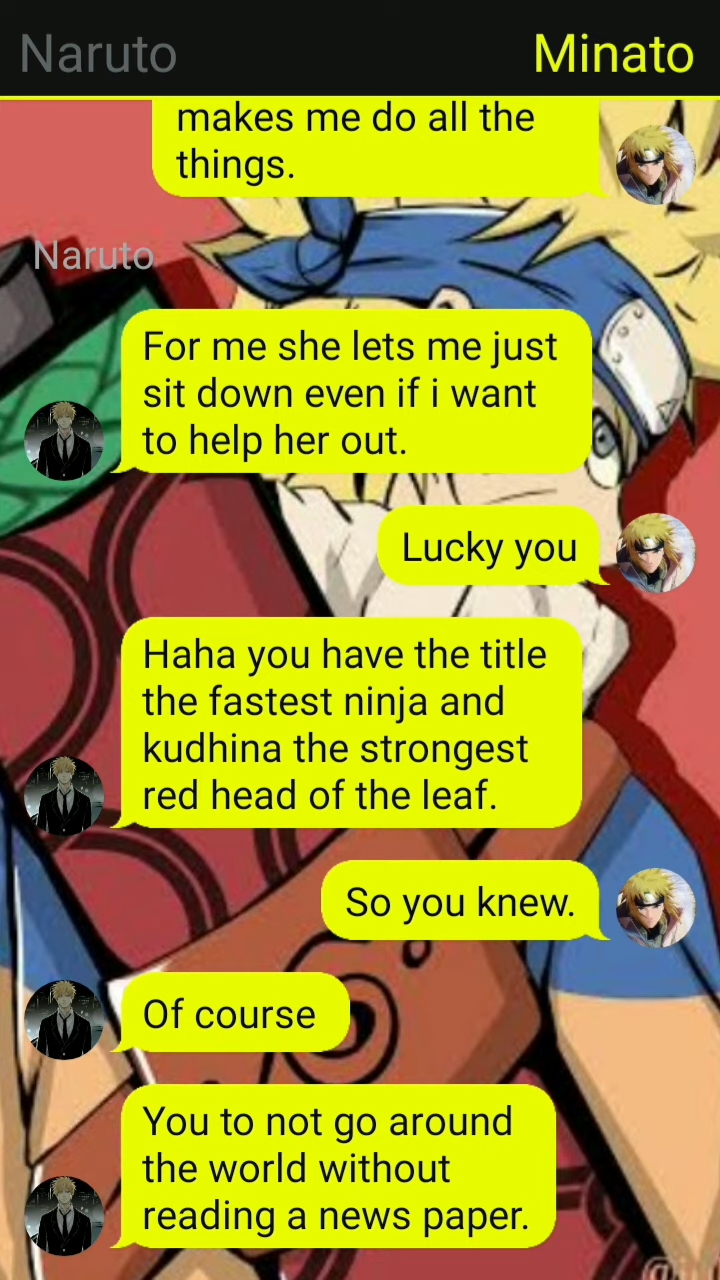 Naruto
Minato
makes me do all the
things.
Naruto
For me she lets me just
sit down even if i want
to help her out.
Lucky you
Haha you have the title
the fastest ninja and
kudhina the strongest
red head of the leaf.
So you knew.
Of course
You to not go around
the world without
reading a news paper.